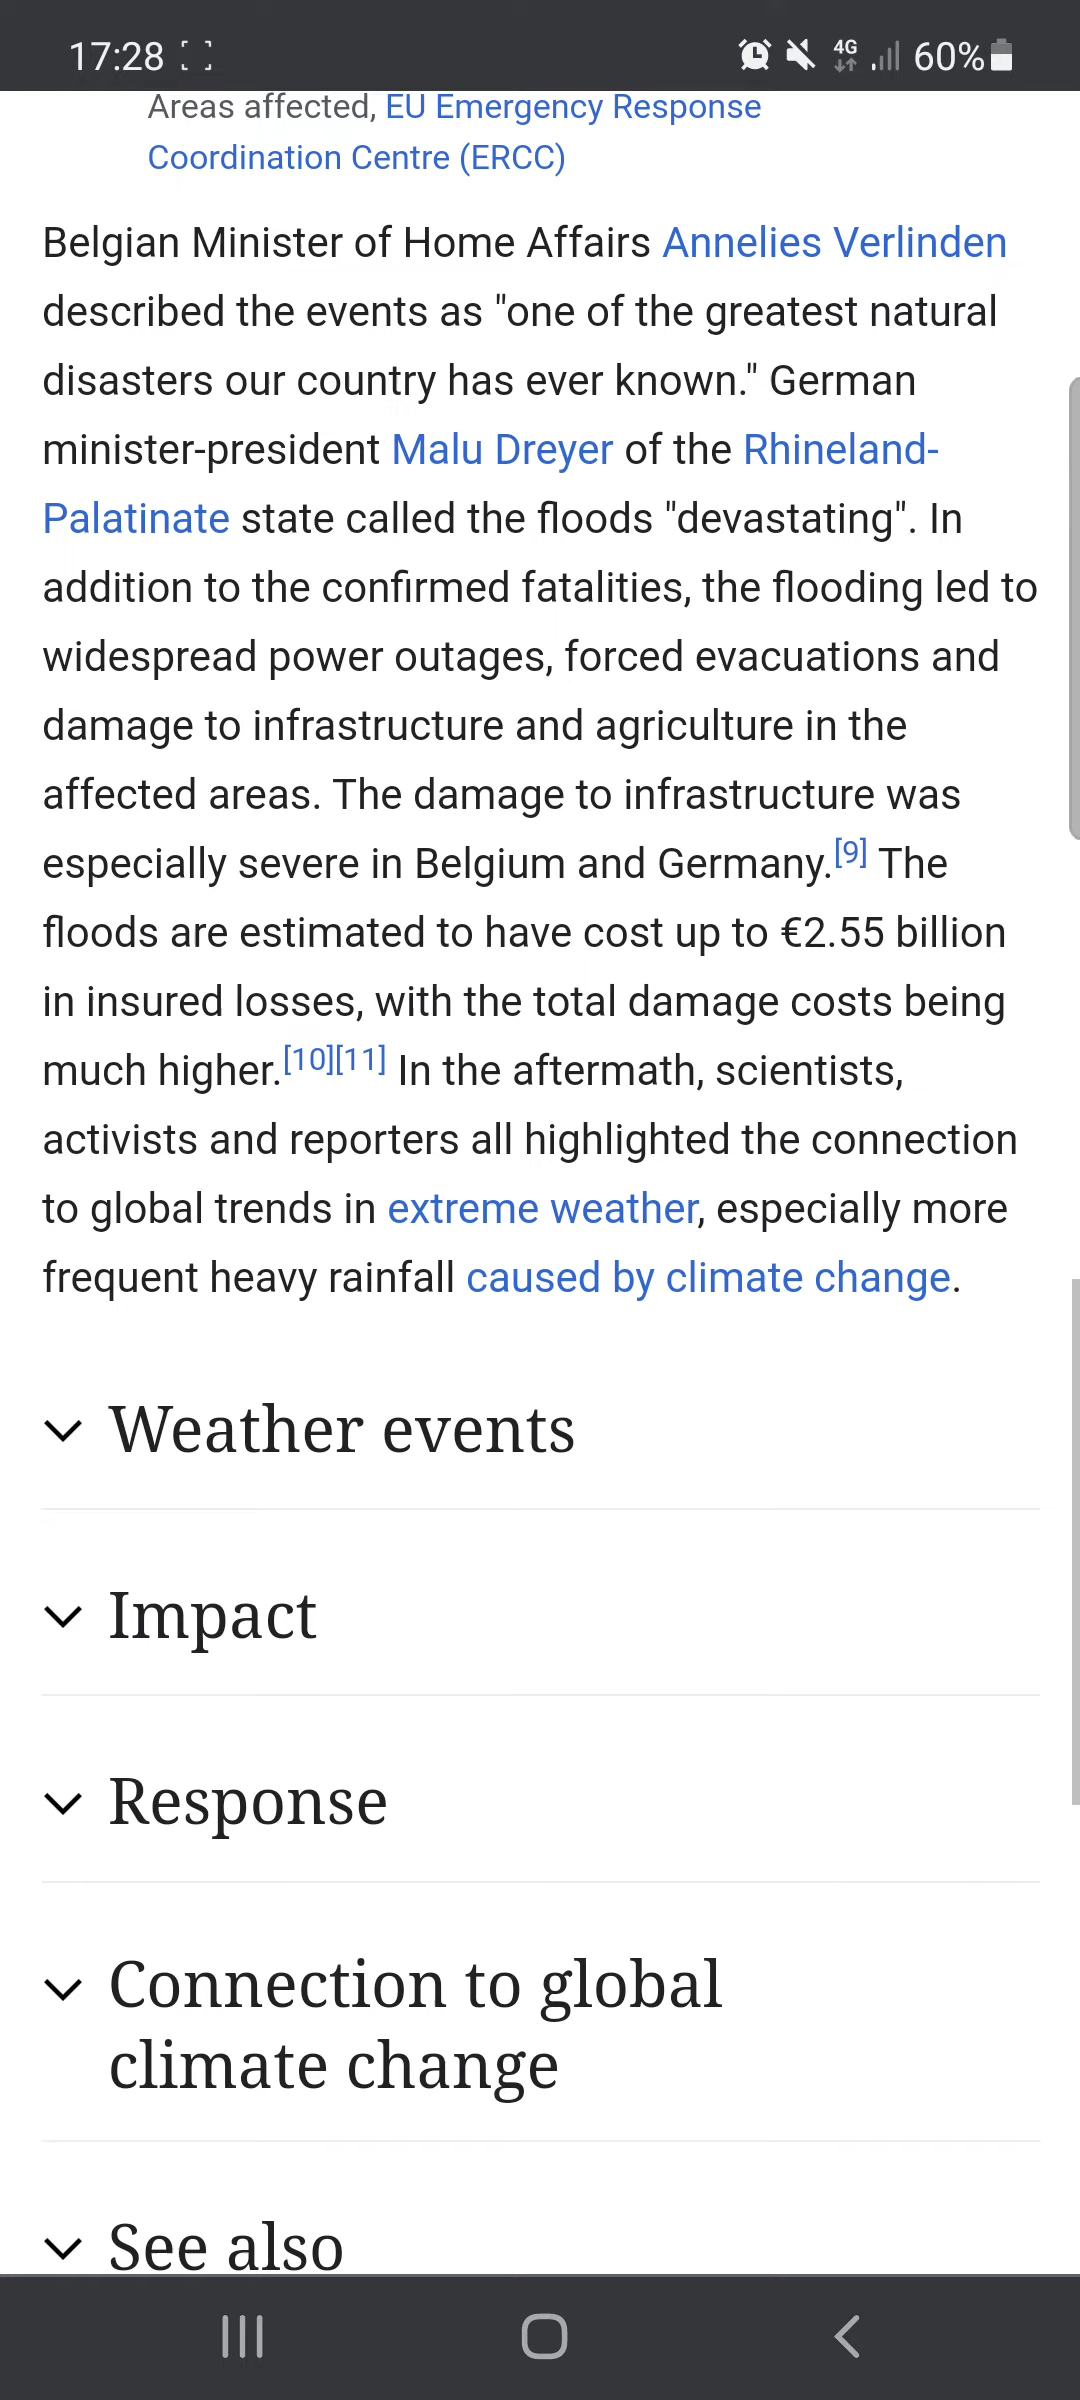 17:28
4G 60%
Areas affected, EU Emergency Response
Coordination Centre (ERCC)
Belgian Minister of Home Affairs Annelies Verlinden
described the events as "one of the greatest natural
disasters our country has ever known." German
minister-president Malu Dreyer of the Rhineland-
Palatinate state called the floods "devastating". In
addition to the confirmed fatalities, the flooding led to
widespread power outages, forced evacuations and
damage to infrastructure and agriculture in the
affected areas. The damage to infrastructure was
especially severe in Belgium and Germany.[9] The
floods are estimated to have cost up to €2.55 billion
in insured losses, with the total damage costs being
much higher.[10][11] In the aftermath, scientists,
activists and reporters all highlighted the connection
to global trends in extreme weather, especially more
frequent heavy rainfall caused by climate change.
Weather events
Impact
Response
Connection to global
climate change
See also